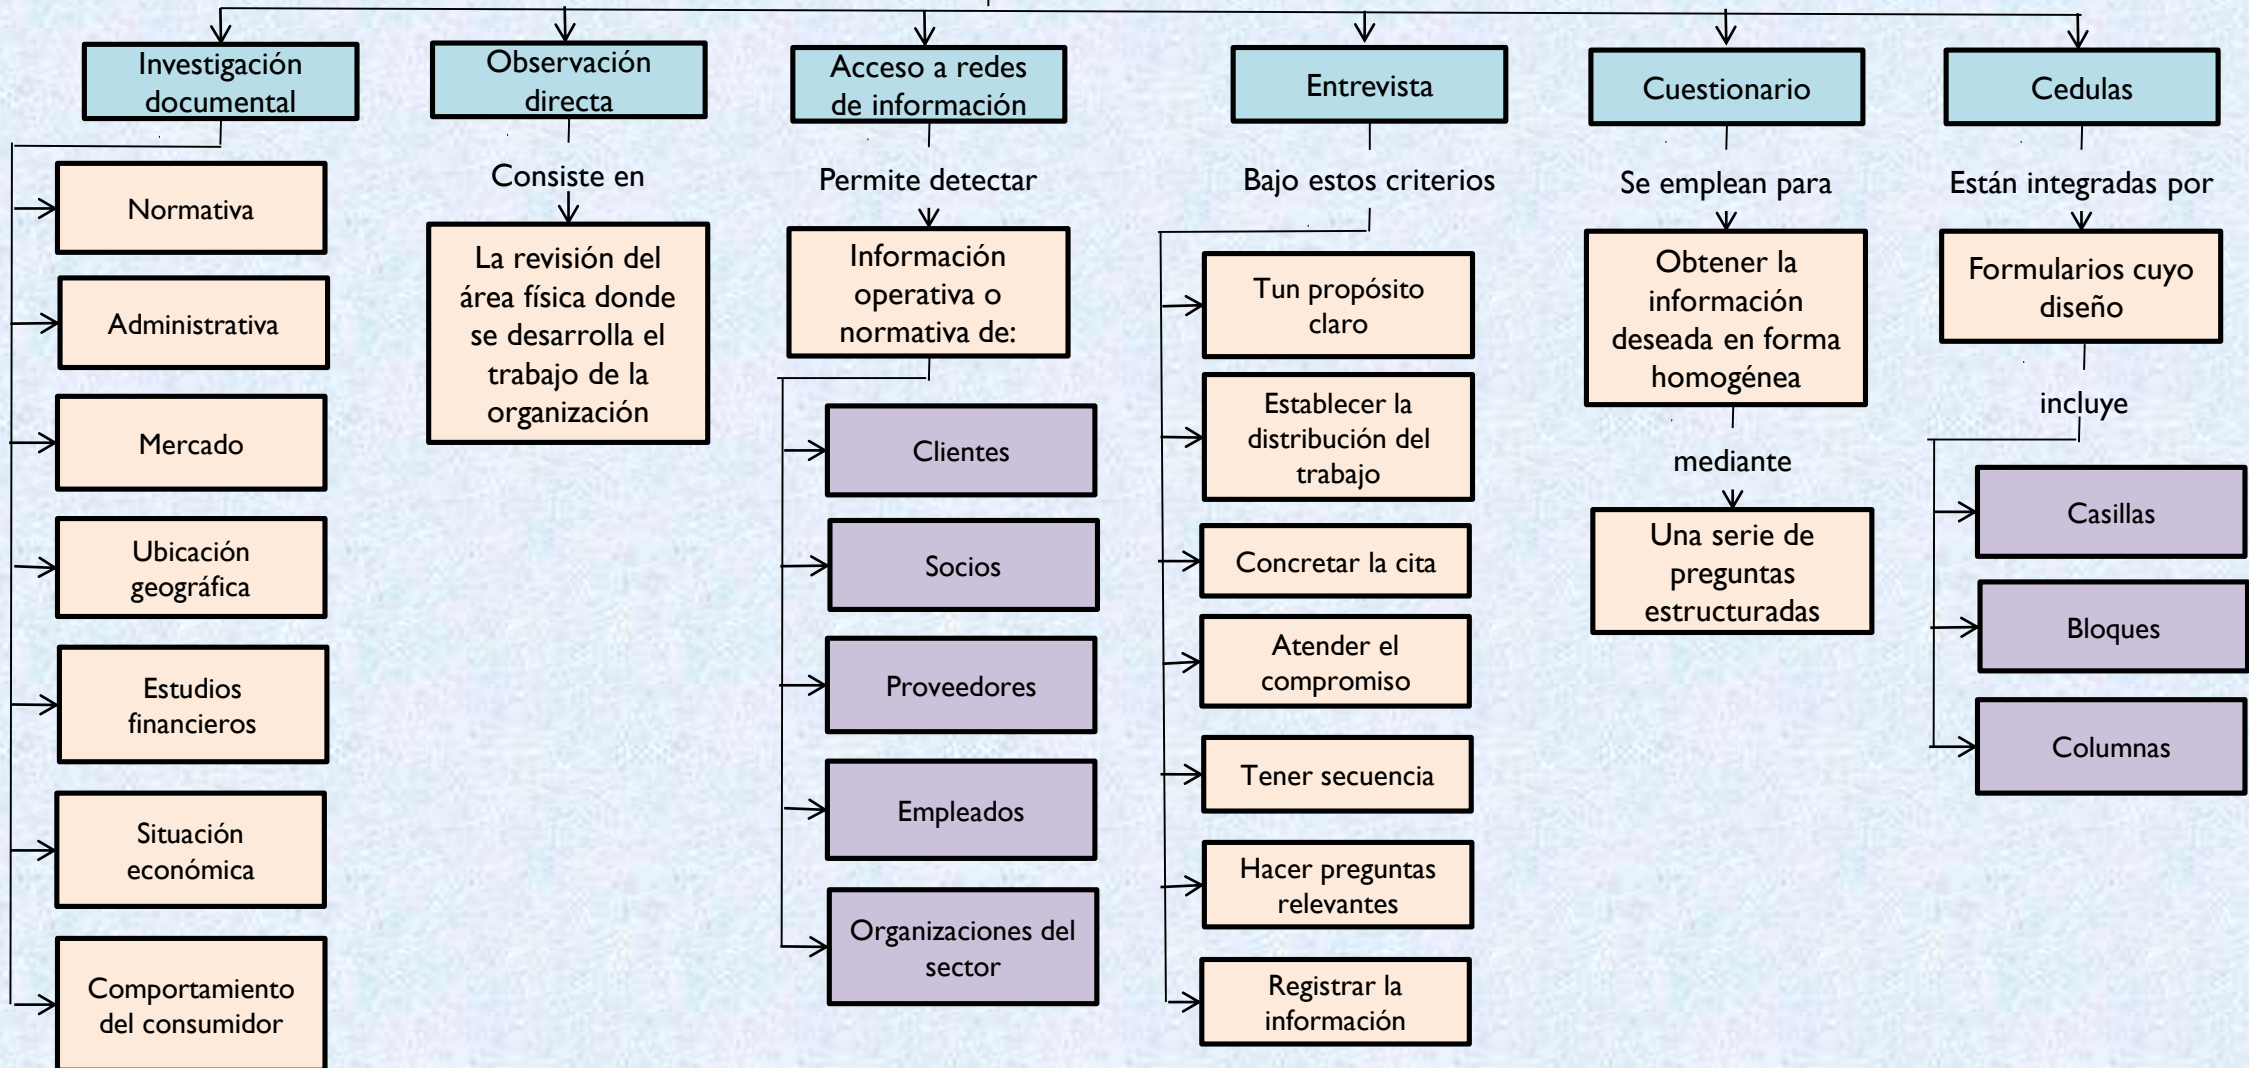 Investigación
documental
Normativa
Administrativa
Mercado
Ubicación
geográfica
Estudios
financieros
Situación
económica
Comportamiento
del consumidor
Observación
directa
Consiste en
La revisión del
área física donde
se desarrolla el
trabajo de la
organización
Acceso a redes
de información
Permite detectar
Información
operativa o
normativa de:
Clientes
Socios
Proveedores
Empleados
Organizaciones del
sector
Entrevista
Bajo estos criterios
Tun propósito
claro
Establecer la
distribución del
trabajo
Concretar la cita
Atender el
compromiso
Tener secuencia
Hacer preguntas
relevantes
Registrar la
información
Cuestionario
Se emplean para
Obtener la
información
deseada en forma
homogénea
mediante
Una serie de
preguntas
estructuradas
Cedulas
Están integradas por
Formularios cuyo
diseño
incluye
Casillas
Bloques
Columnas